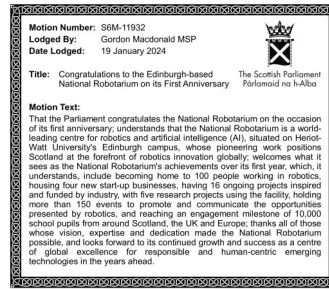 Motion Number: S6M-11932
Lodged By: Gordon Macdonald MSP
Date Lodged: 19 January 2024
Title: Congratulations to the Edinburgh-based
National Robotarium on its First Anniversary
The Scottish Parliament
Pàrlamaid na h-Alba
Motion Text:
That the Parliament congratulates the National Robotarium on the occasion
of its first anniversary; understands that the National Robotarium is a world-
leading centre for robotics and artificial intelligence (AI), situated on Heriot-
Watt University's Edinburgh campus, whose pioneering work positions
Scotland at the forefront of robotics innovation globally; welcomes what it
sees as the National Robotarium's achievements over its first year, which, it
understands, include becoming home to 100 people working in robotics,
housing four new start-up businesses, having 16 ongoing projects inspired
and funded by industry, with five research projects using the facility, holding
more than 150 events to promote and communicate the opportunities
presented by robotics, and reaching an engagement milestone of 10,000
school pupils from around Scotland, the UK and Europe; thanks all of those
whose vision, expertise and dedication made the National Robotarium
possible, and looks forward to its continued growth and success as a centre
of global excellence for responsible and human-centric emerging
technologies in the years ahead.